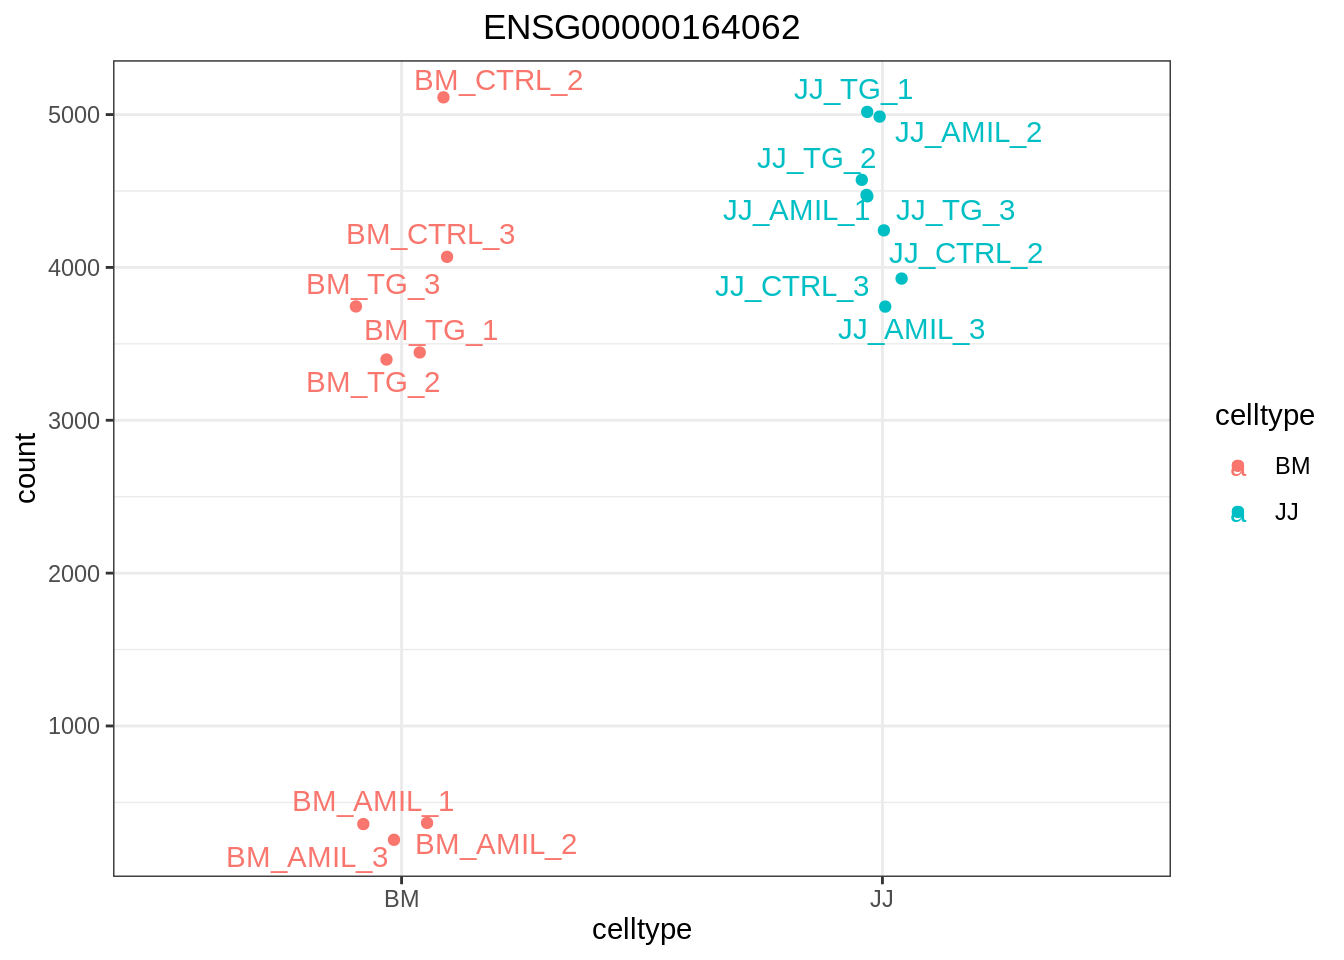 ENSG00000164062
BM_CTRL_2
JJ_TG_1
5000
JJ_AMIL_2
JJ_TG_2
JJ_AMIL_1
JJ_TG_3
BM_CTRL_3
JJ_CTRL_2
4000
BM_TG_3
JJ_CTRL_3
BM_TG_1
JJ_AMIL_3
BM_TG_2
3000
count
celltype
a BM
a JJ
2000
1000
BM_AMIL_1
BM_AMIL_2
BM_AMIL_3
BM
JJ
celltype